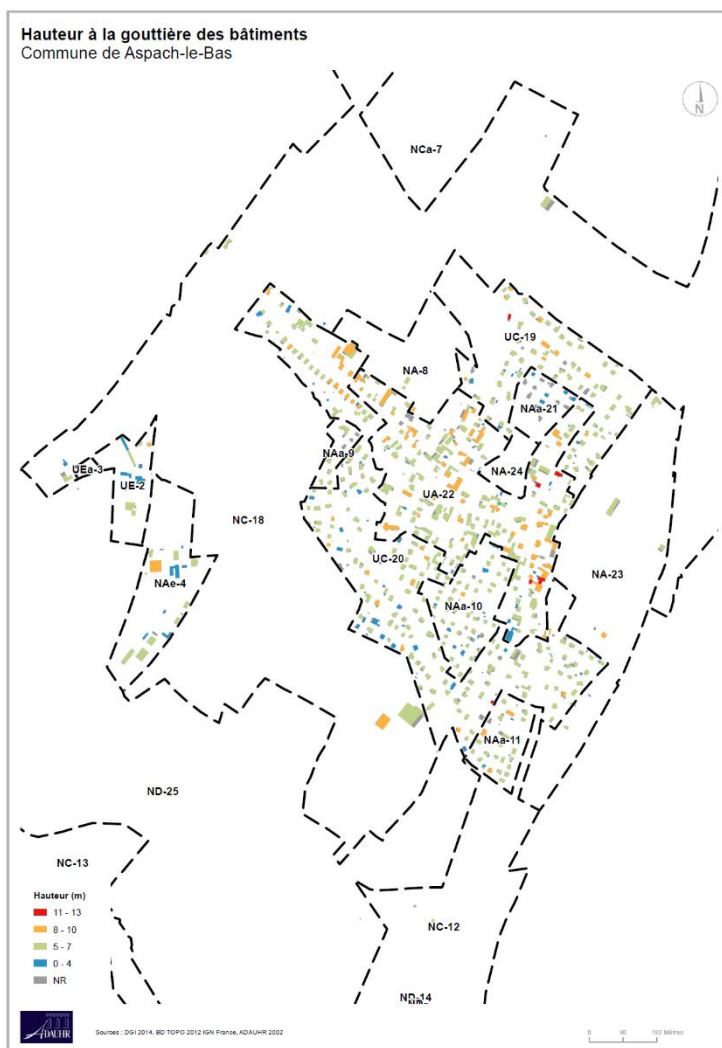 Hauteur à la gouttière des bâtiments
Commune de Aspach-le-Bas
N
NCa-7
UC-19
NA-8
NAa-21
NAa-9
UEa-3
NA-24
UE-2
UA-22
NC-18
UC-20
NAe-4
NA-23
NAa-10
NAa-11
ND-25
NC-13
NC-12
ND-14
Hauteur (m)
11 - 13
8 - 10
5 - 7
0 - 4
NR
ADAUHR
Sources : DGI 2014, BD TOPO 2012 IGN France, ADAUHR 2002
0 90 180 Mètres